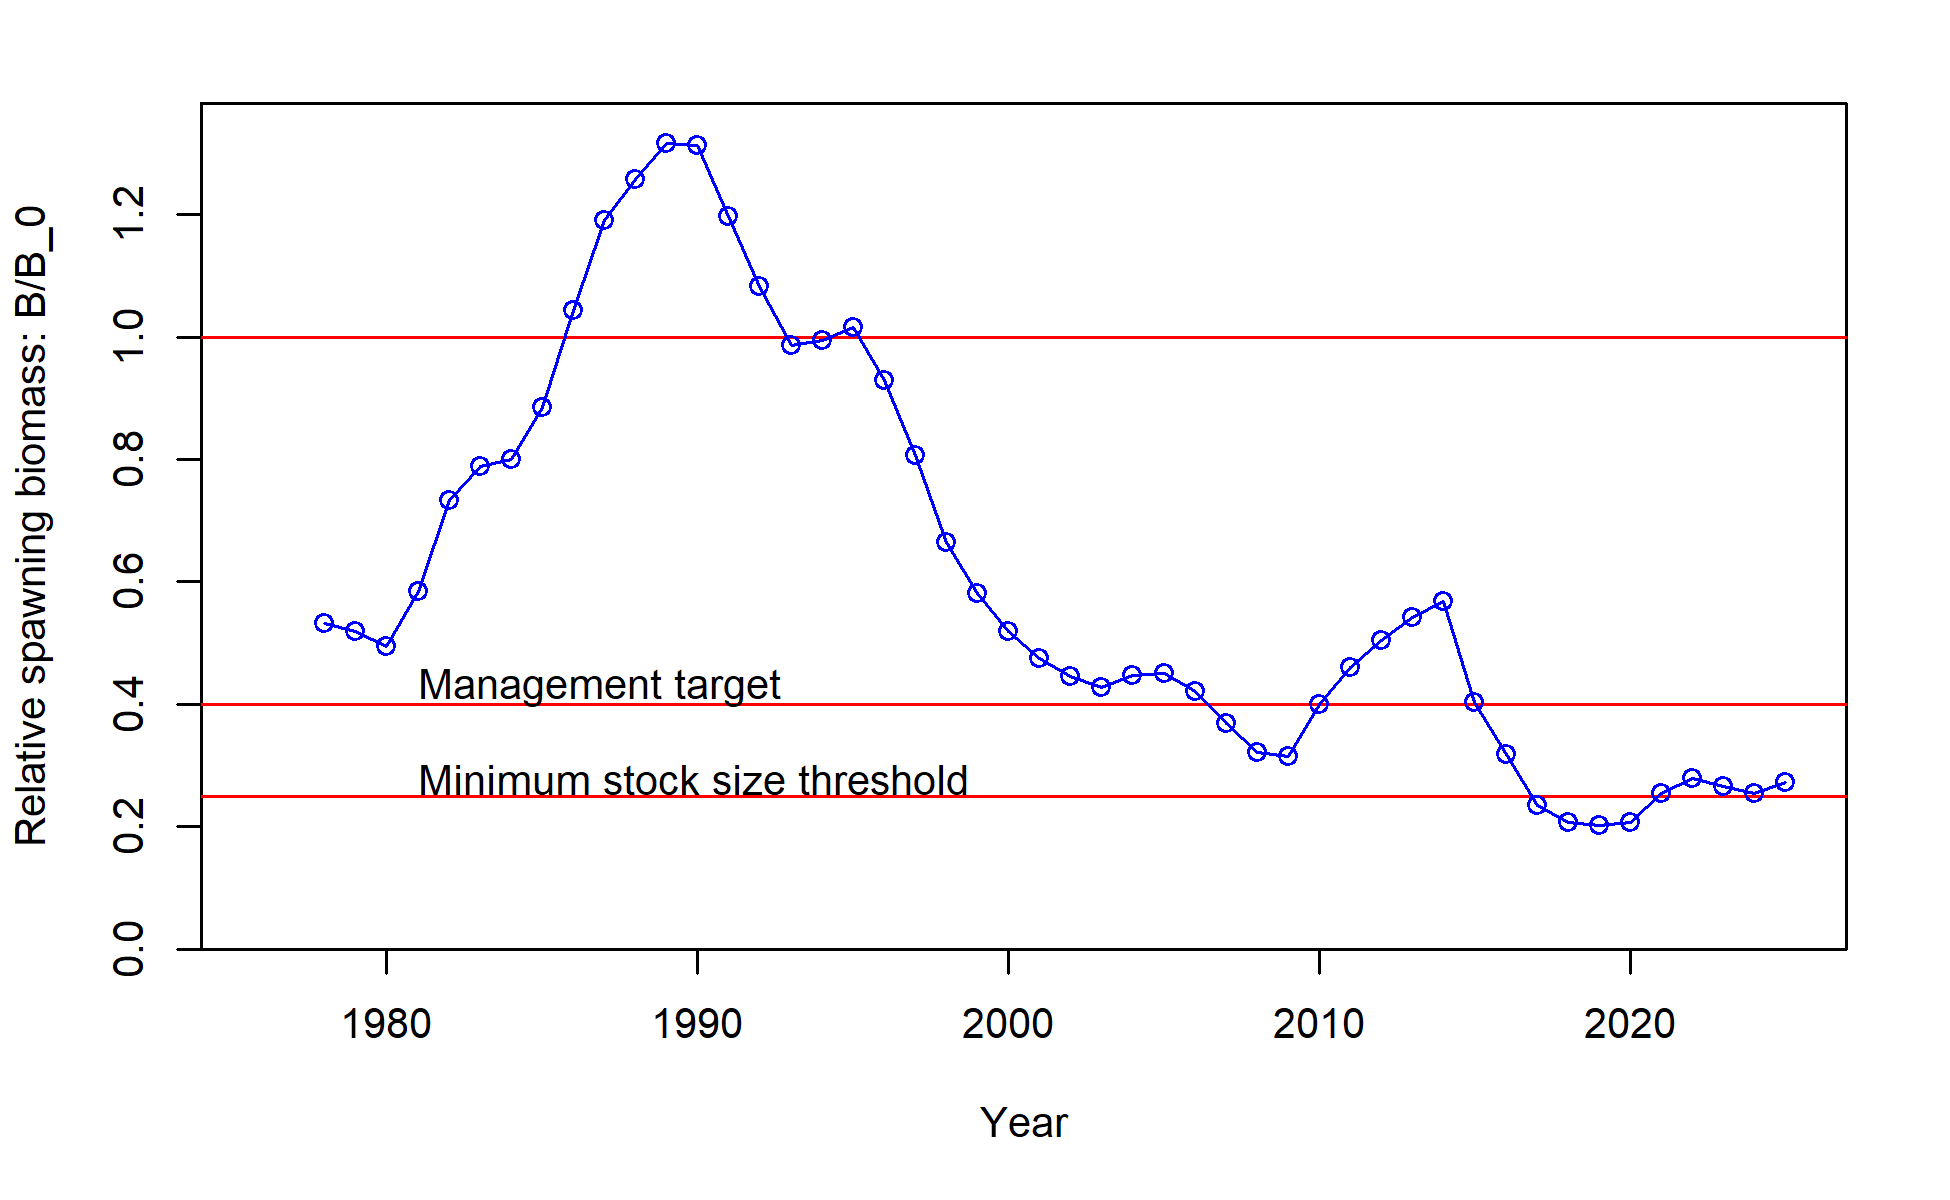 Relative spawning biomass: B/B_0
1.2
1.0
0.8
0.6
0.4
0.2
0.0
Management target
Minimum stock size threshold
1980 1990 2000 2010 2020
Year